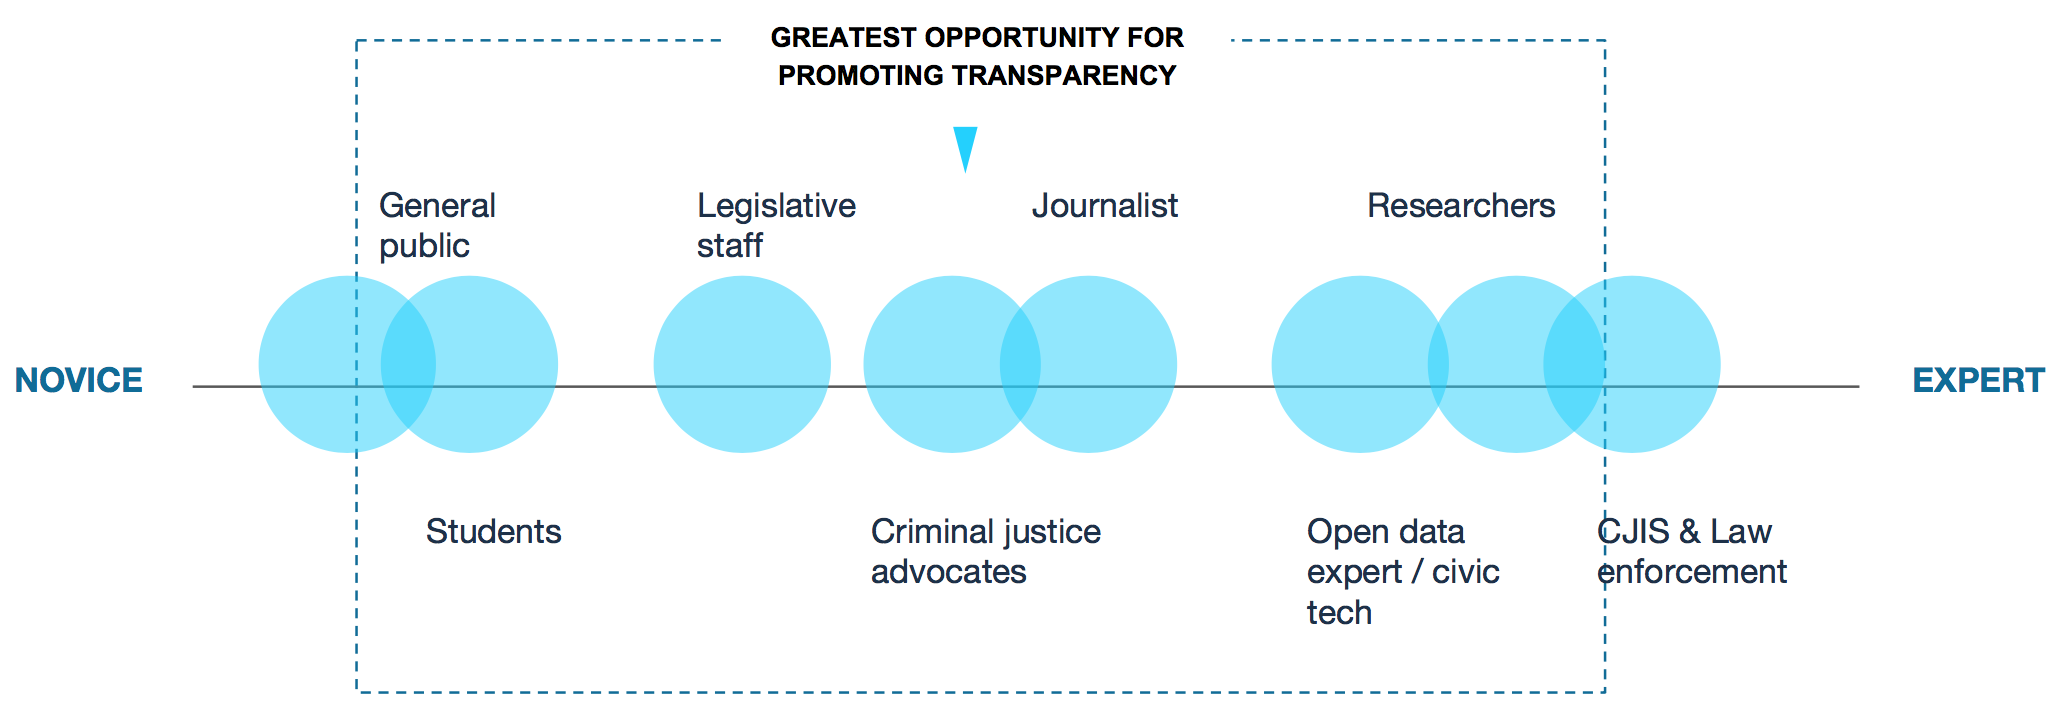 GREATEST OPPORTUNITY FOR
PROMOTING TRANSPARENCY
General
public
Legislative
staff
Journalist
Researchers
NOVICE
EXPERT
Students
Criminal justice
advocates
Open data
expert / civic
tech
CJIS & Law
enforcement